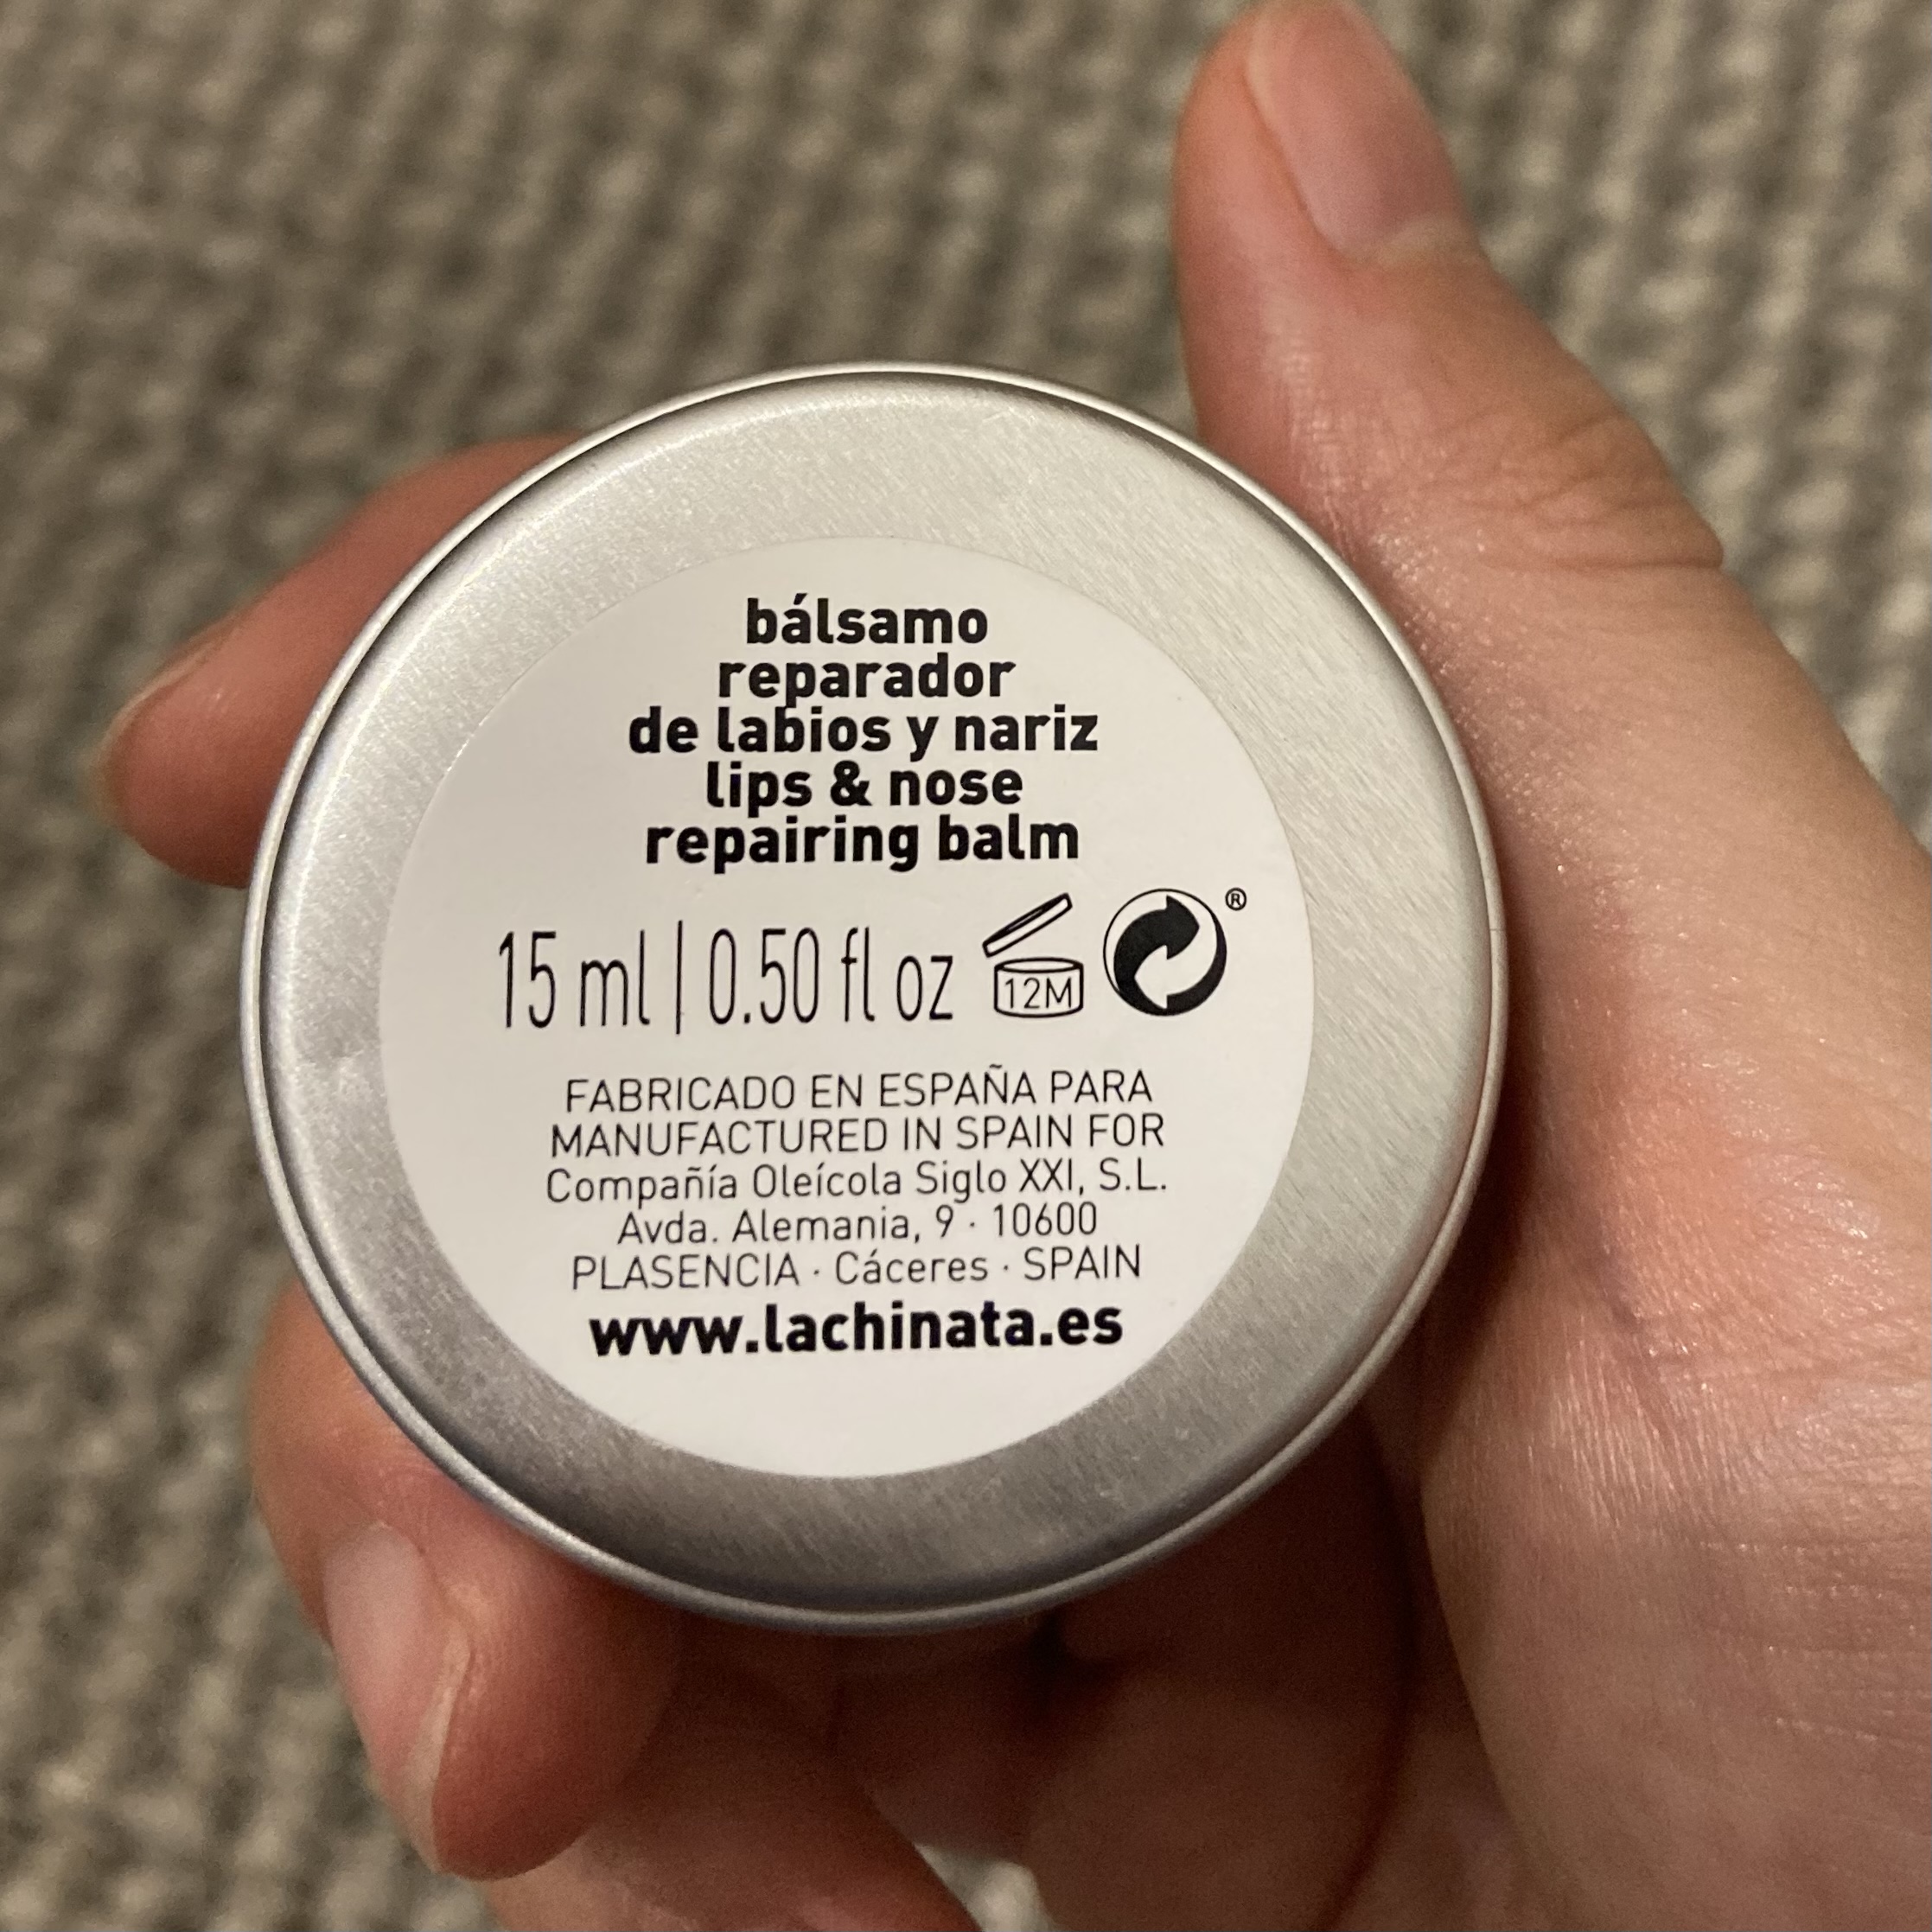 bálsamo
reparador
de labios y nariz
lips & nose
repairing balm
15 ml | 0.50 fl oz 12M ®
FABRICADO EN ESPAÑA PARA
MANUFACTURED IN SPAIN FOR
Compañía Oleícola Siglo XXI, S.L.
Avda. Alemania, 9 · 10600
PLASENCIA · Cáceres · SPAIN
www.lachinata.es